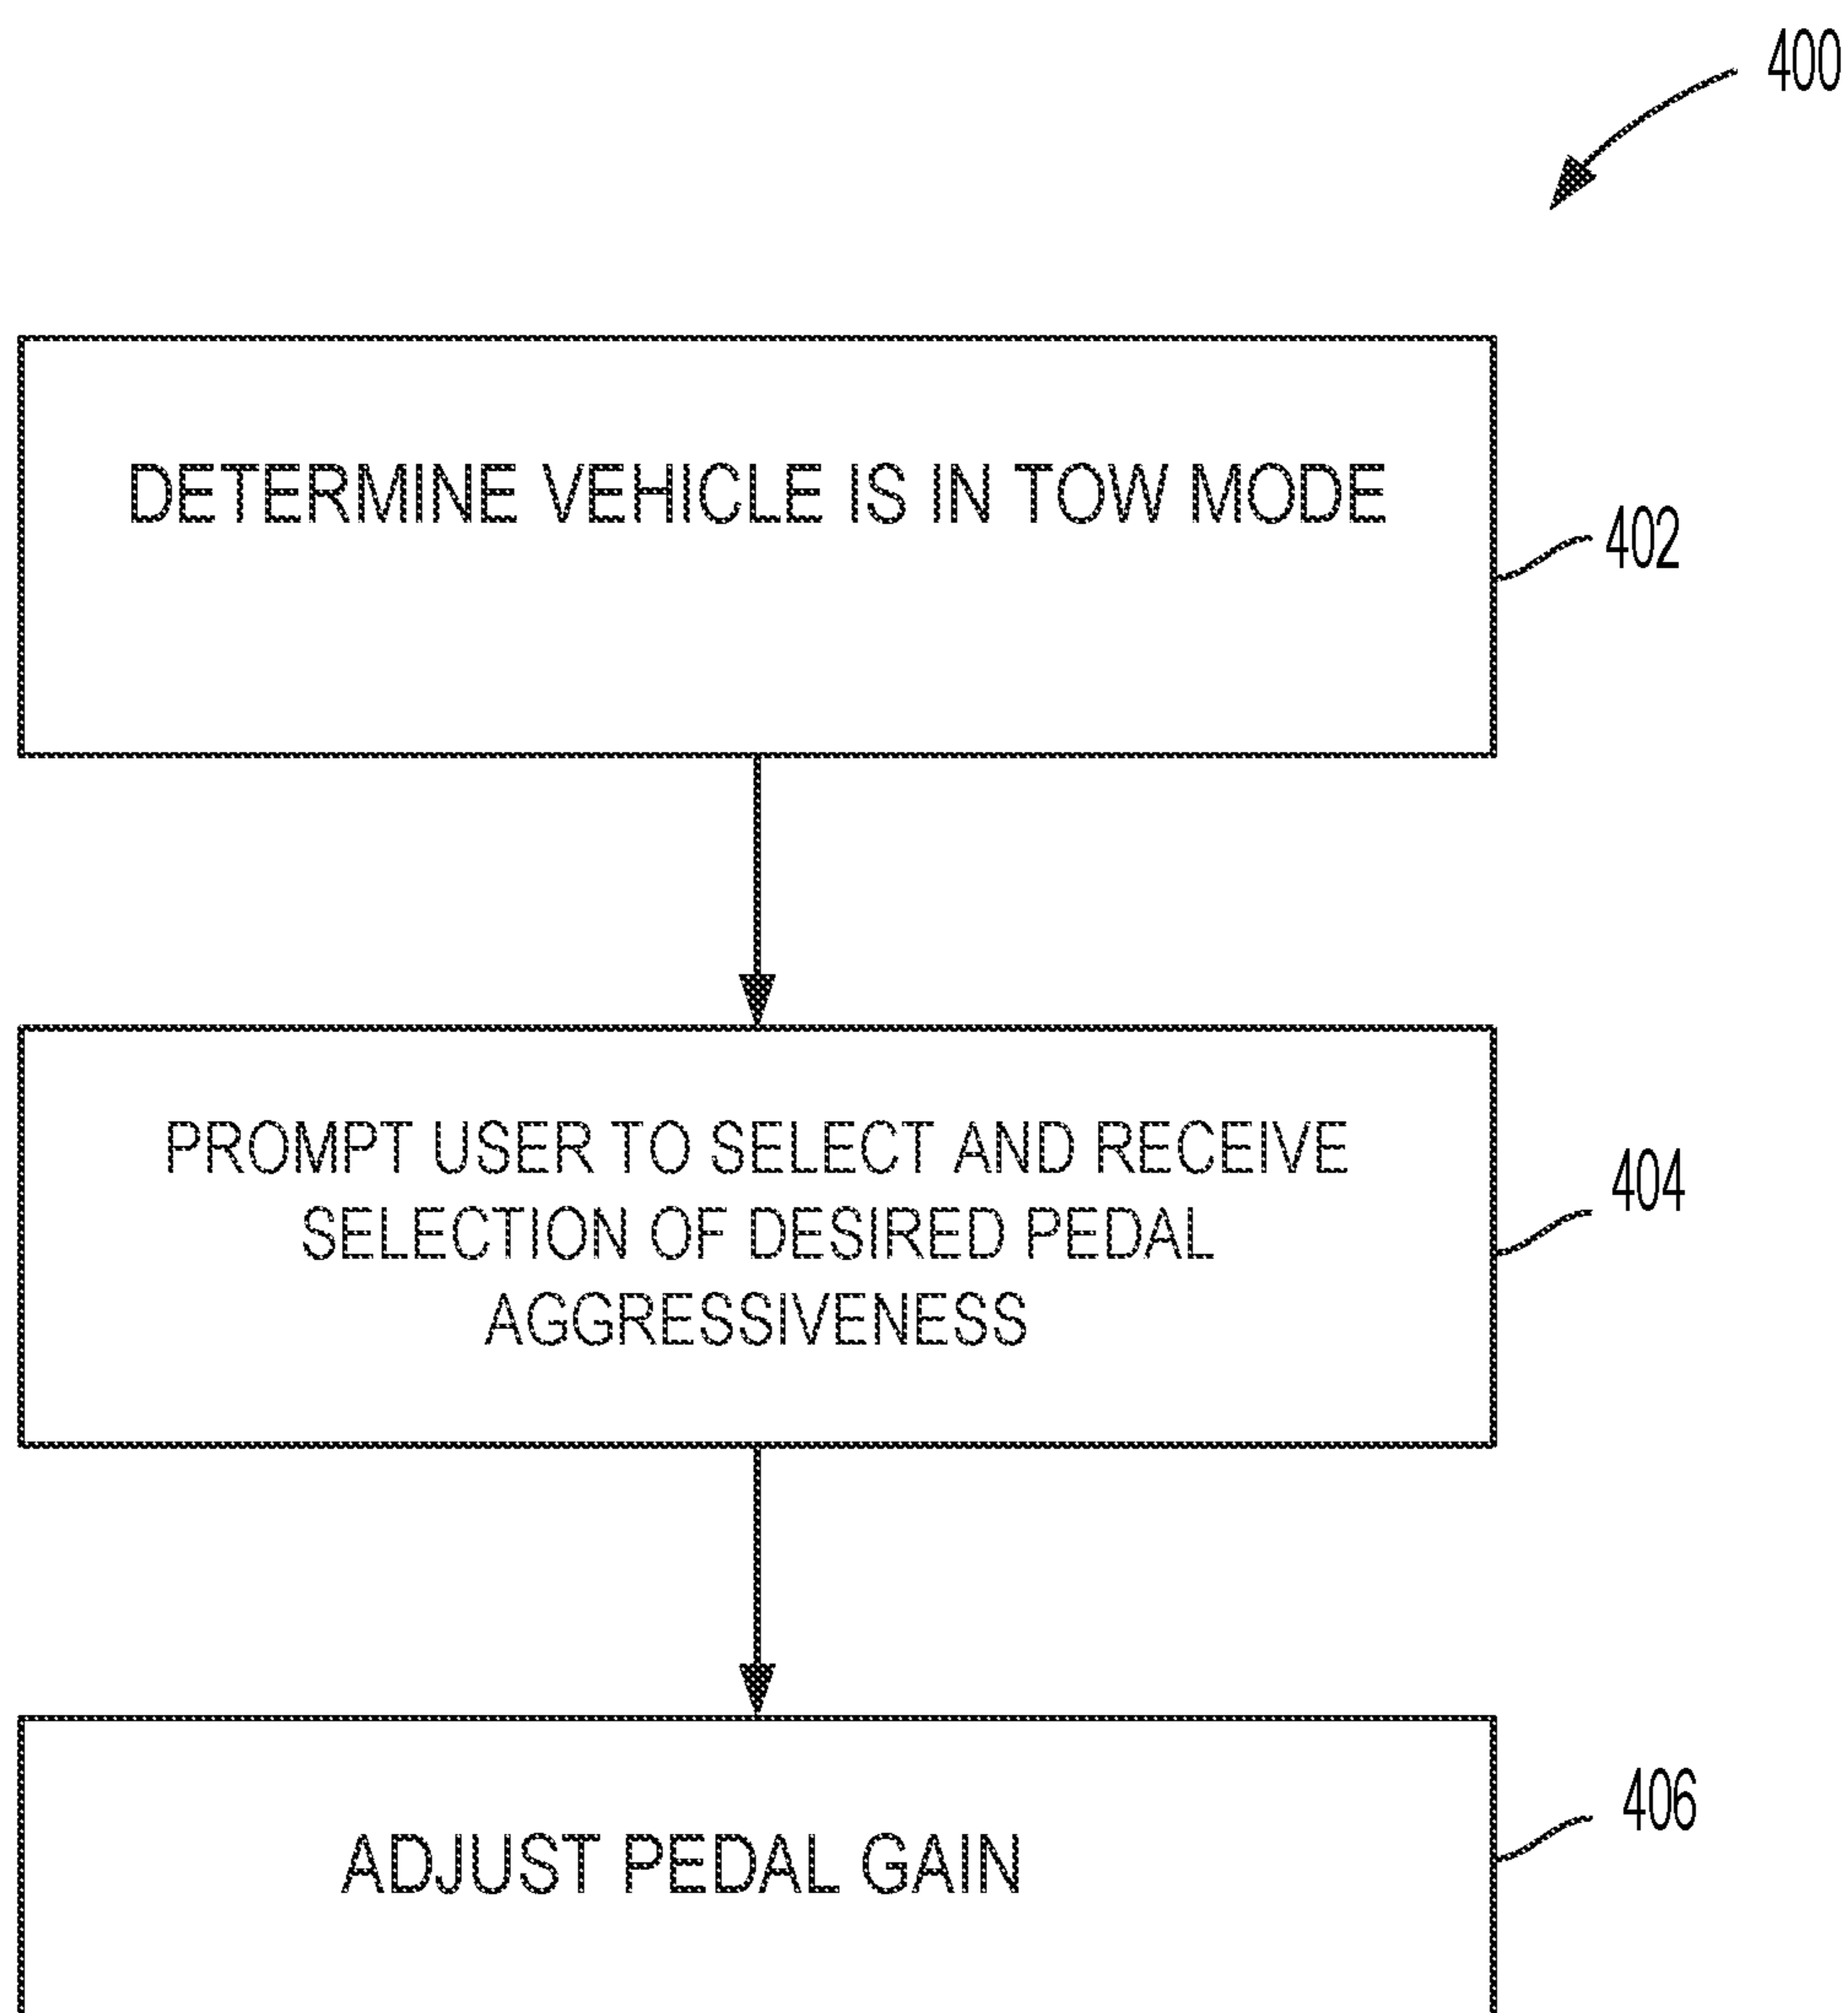 400
DETERMINE VEHICLE IS IN TOW MODE
402
PROMPT USER TO SELECT AND RECEIVE
SELECTION OF DESIRED PEDAL
AGGRESSIVENESS
404
ADJUST PEDAL GAIN
406